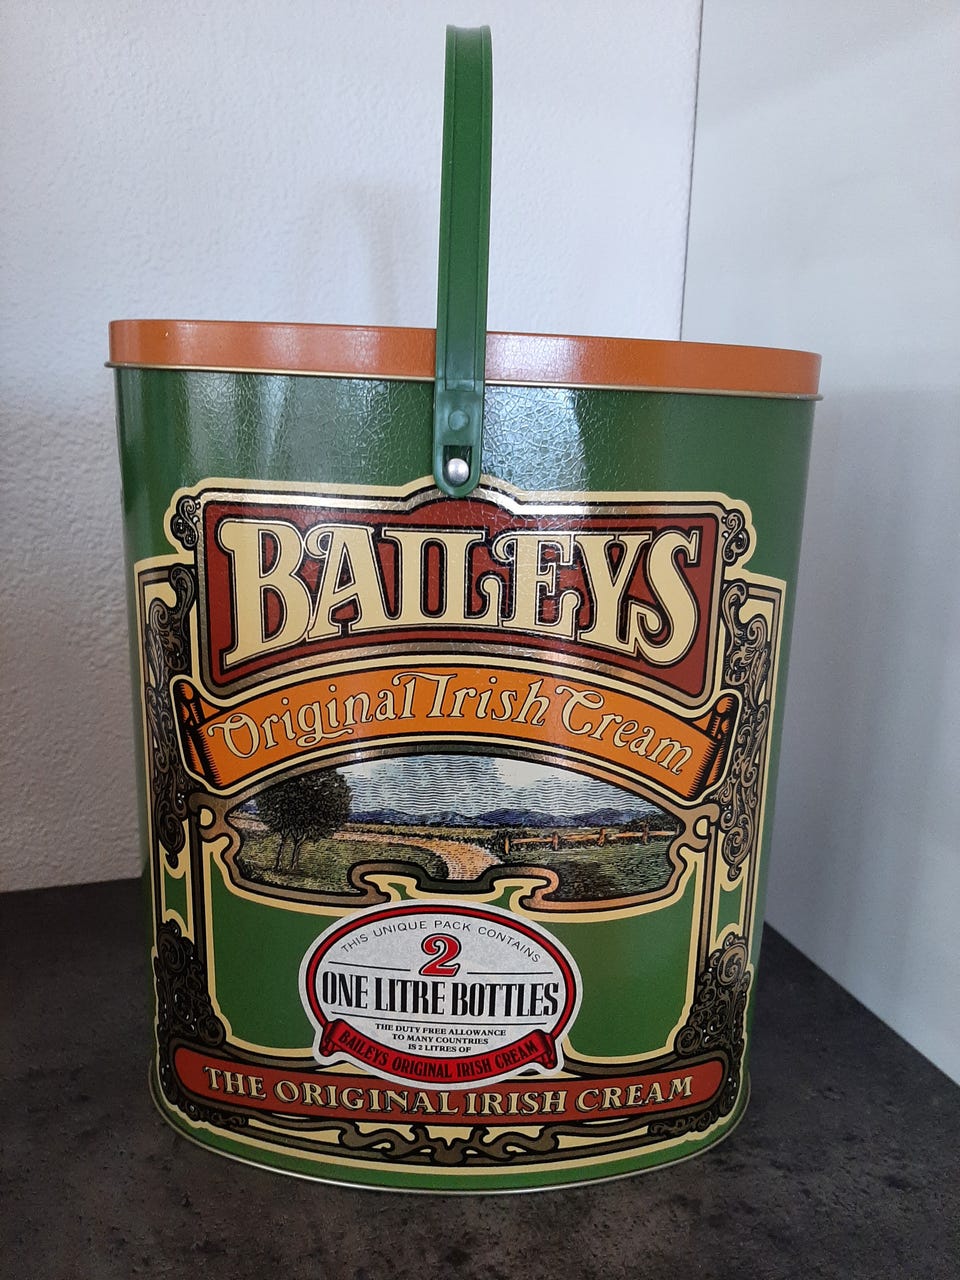 BAILEYS
Original Irish Cream
THIS UNIQUE PACK CONTAINS
2
ONE LITRE BOTTLES
THE DUTY FREE ALLOWANCE
TO MANY COUNTRIES
IS 2 LITRES OF
BAILEYS ORIGINAL IRISH CREAM
THE ORIGINAL IRISH CREAM